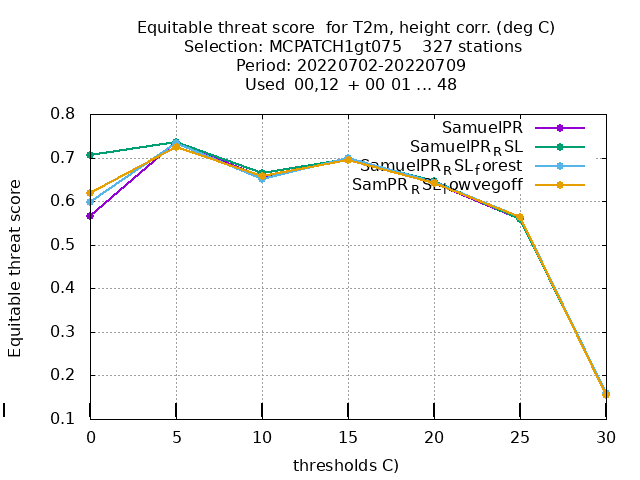 Equitable threat score for T2m, height corr. (deg C)
Selection: MCPATCH1gt075 327 stations
Period: 20220702-20220709
Used 00,12 + 00 01 ... 48
Equitable threat score
0.8
0.7
0.6
0.5
0.4
0.3
0.2
0.1
SamuelPR
SamuelPR_RSL
SamuelPR_RSL_forest
SamPR_RSL_lowvegoff
0 5 10 15 20 25 30
thresholds C)